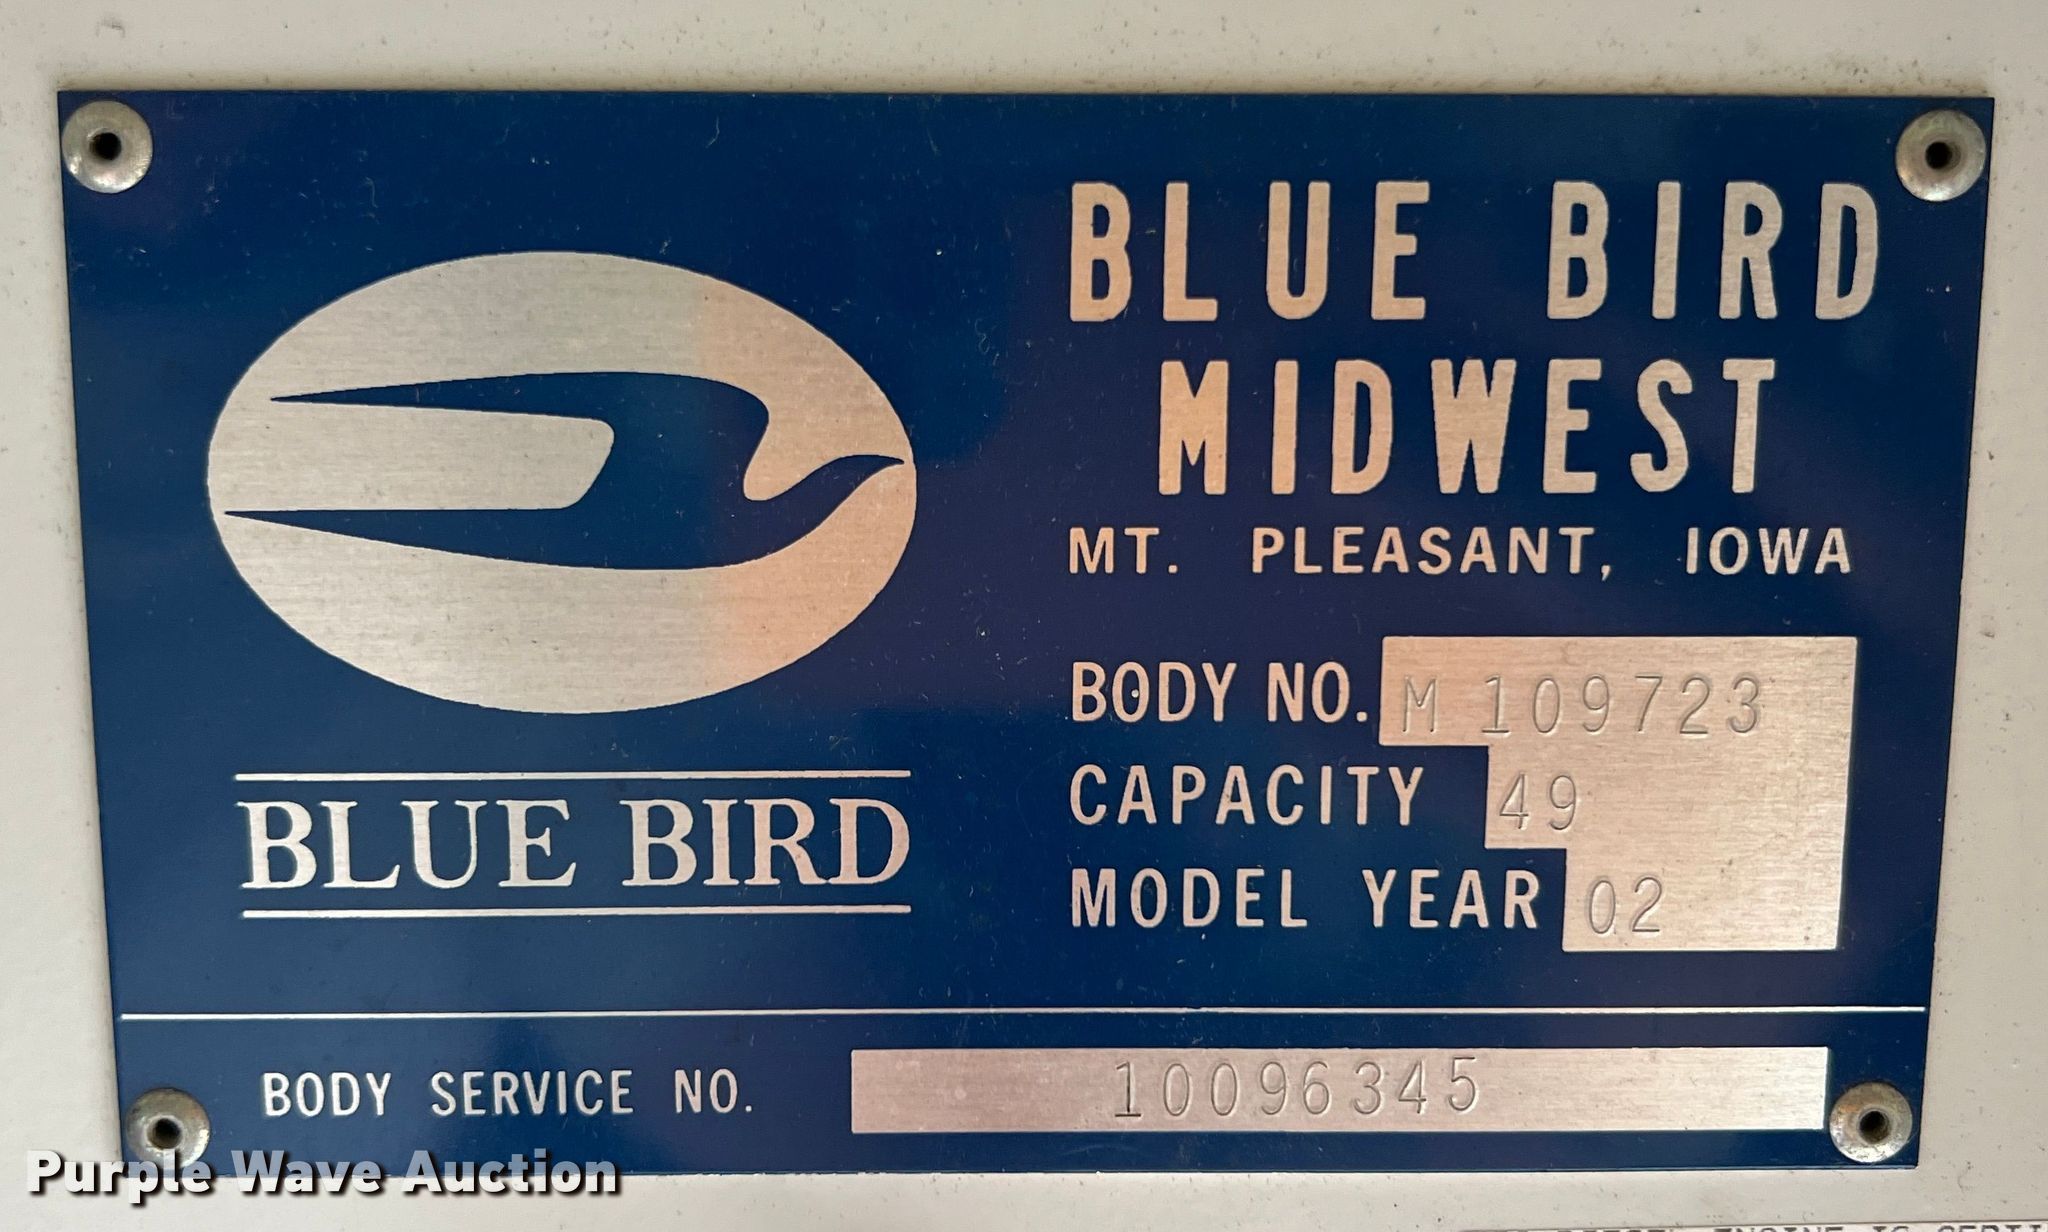 BLUE BIRD
MIDWEST
MT. PLEASANT, IOWA
BODY NO. M 109723
CAPACITY 49
MODEL YEAR 02
BLUE BIRD
BODY SERVICE NO. 10096345
Purple Wave Auction